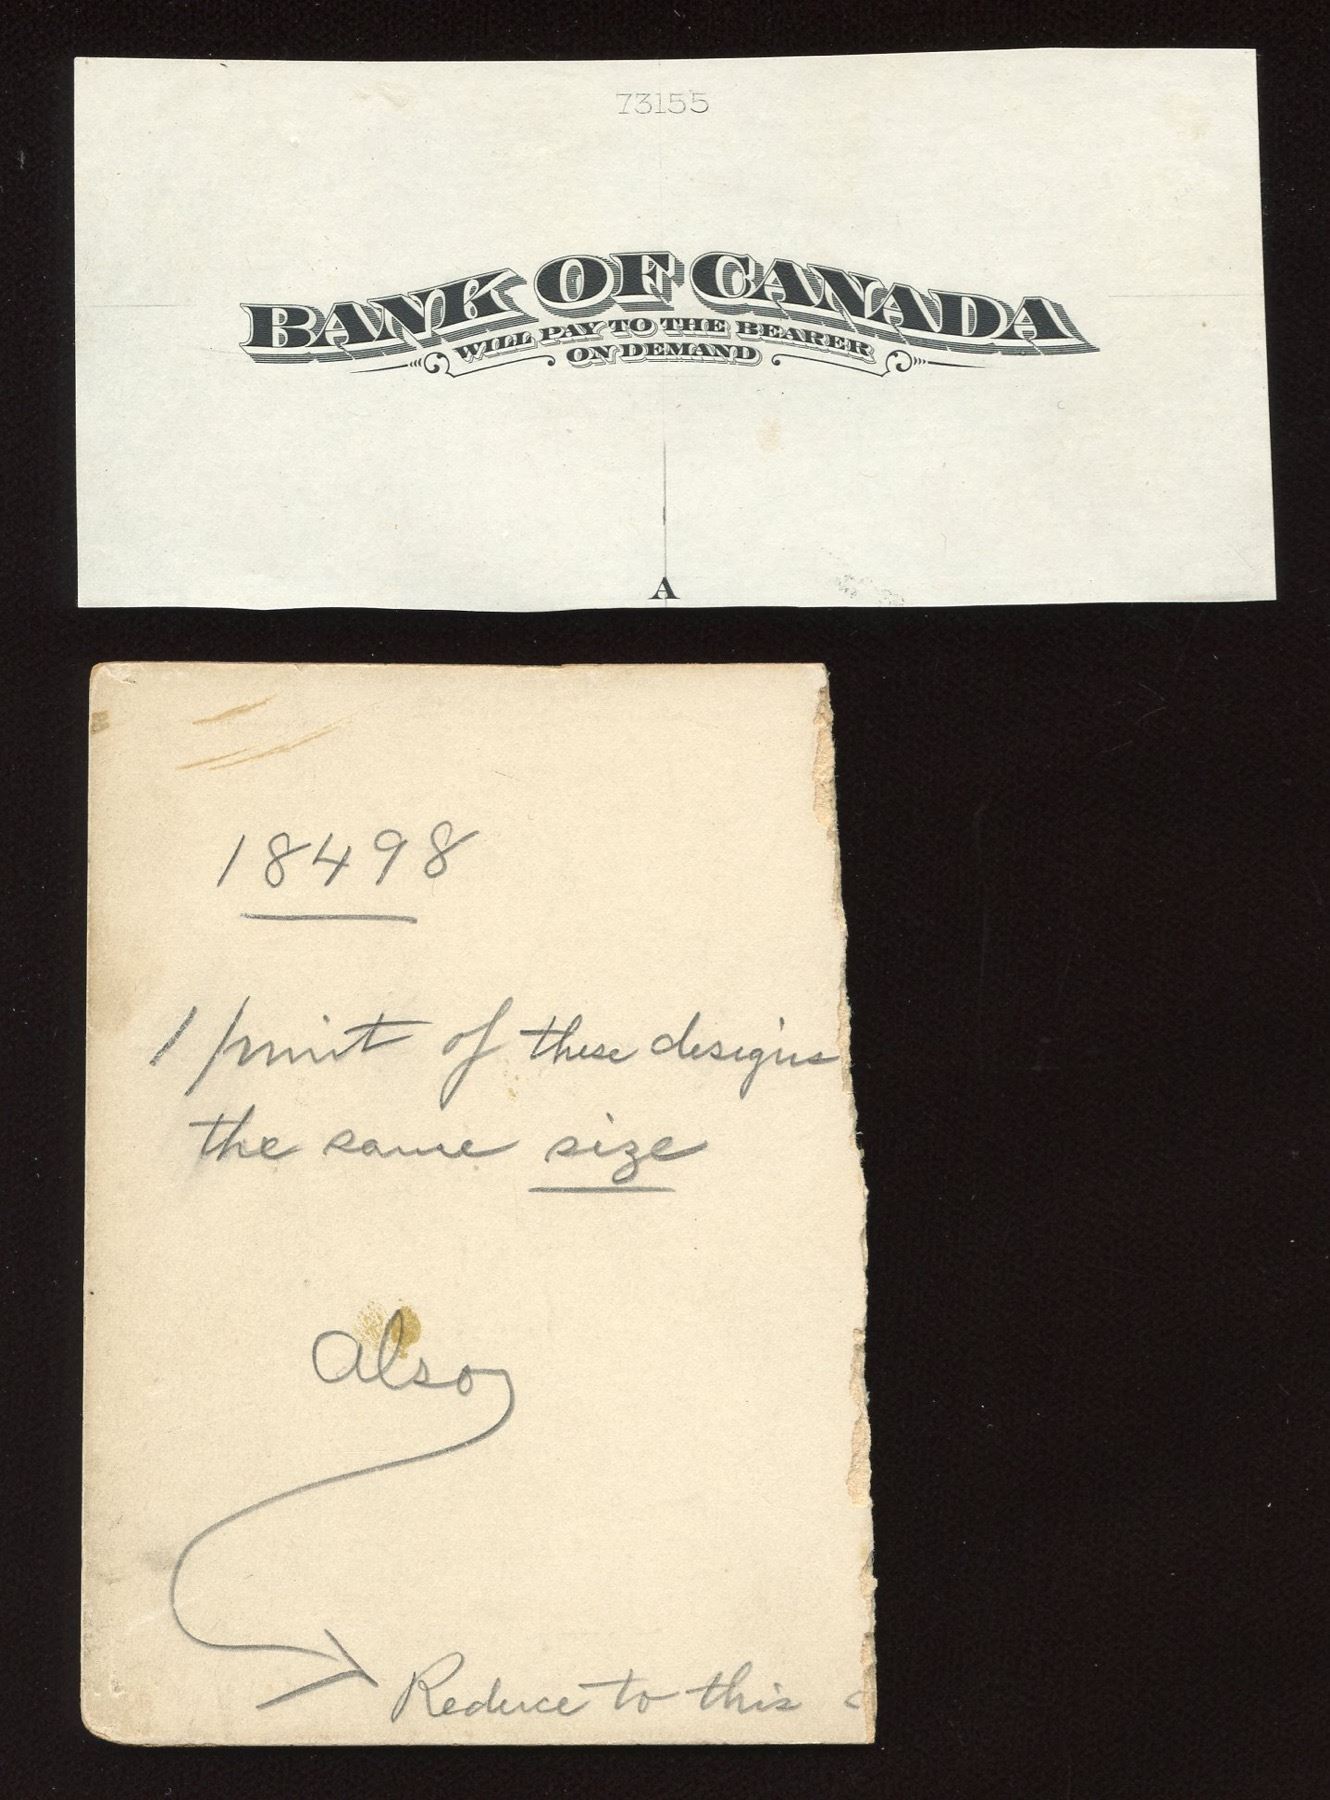 73155
BANK OF CANADA
WILL PAY TO THE BEARER
ON DEMAND
A
18498
1 print of these designs
the same size
Also
Reduce to this